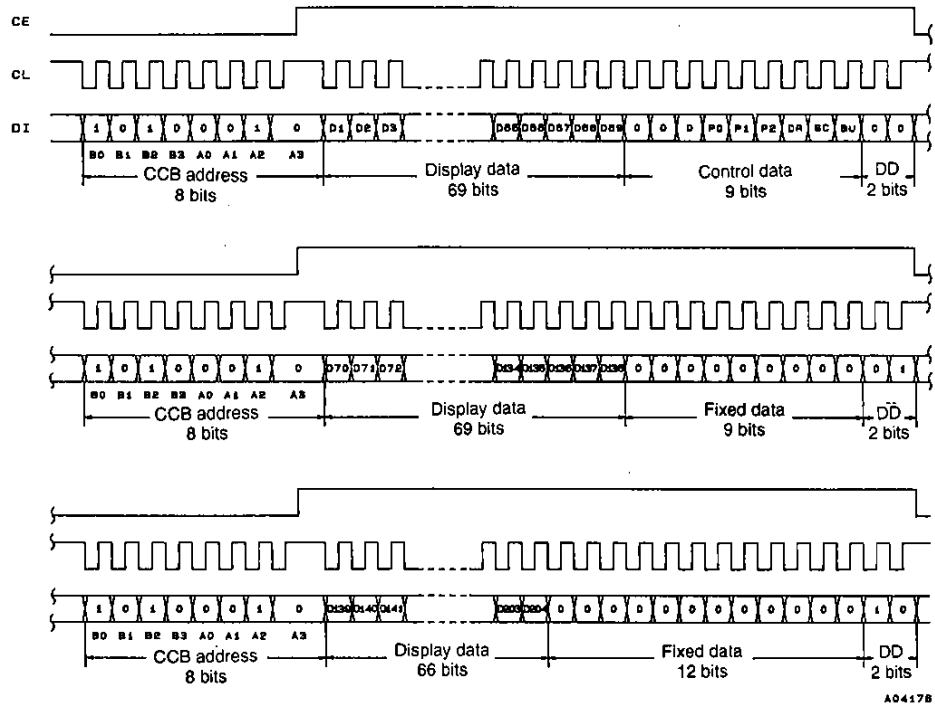 CE
CL
DI 1 0 1 0 0 0 1 0 D1 D2 D3 D65 D66 D67 D68 D69 0 0 0 P0 P1 P2 DR SC BU 0 0
B0 B1 B2 B3 A0 A1 A2 A3
CCB address Display data Control data DD
8 bits 69 bits 9 bits 2 bits
1 0 1 0 0 0 1 0 D70 D71 D72 D134 D135 D136 D137 D138 0 0 0 0 0 0 0 0 0 0 1
B0 B1 B2 B3 A0 A1 A2 A3
CCB address Display data Fixed data DD
8 bits 69 bits 9 bits 2 bits
1 0 1 0 0 0 1 0 D139 D140 D141 D203 D204 0 0 0 0 0 0 0 0 0 0 0 0 1 0
B0 B1 B2 B3 A0 A1 A2 A3
CCB address Display data Fixed data DD
8 bits 66 bits 12 bits 2 bits
A04178